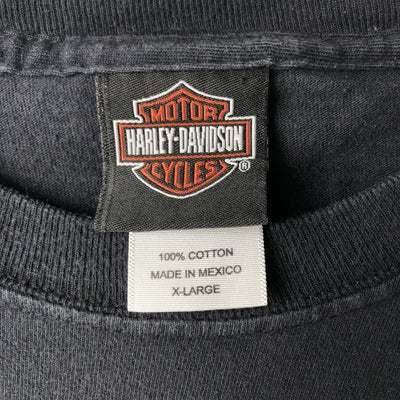 MOTOR
HARLEY-DAVIDSON
CYCLES
®
100% COTTON
MADE IN MEXICO
X-LARGE